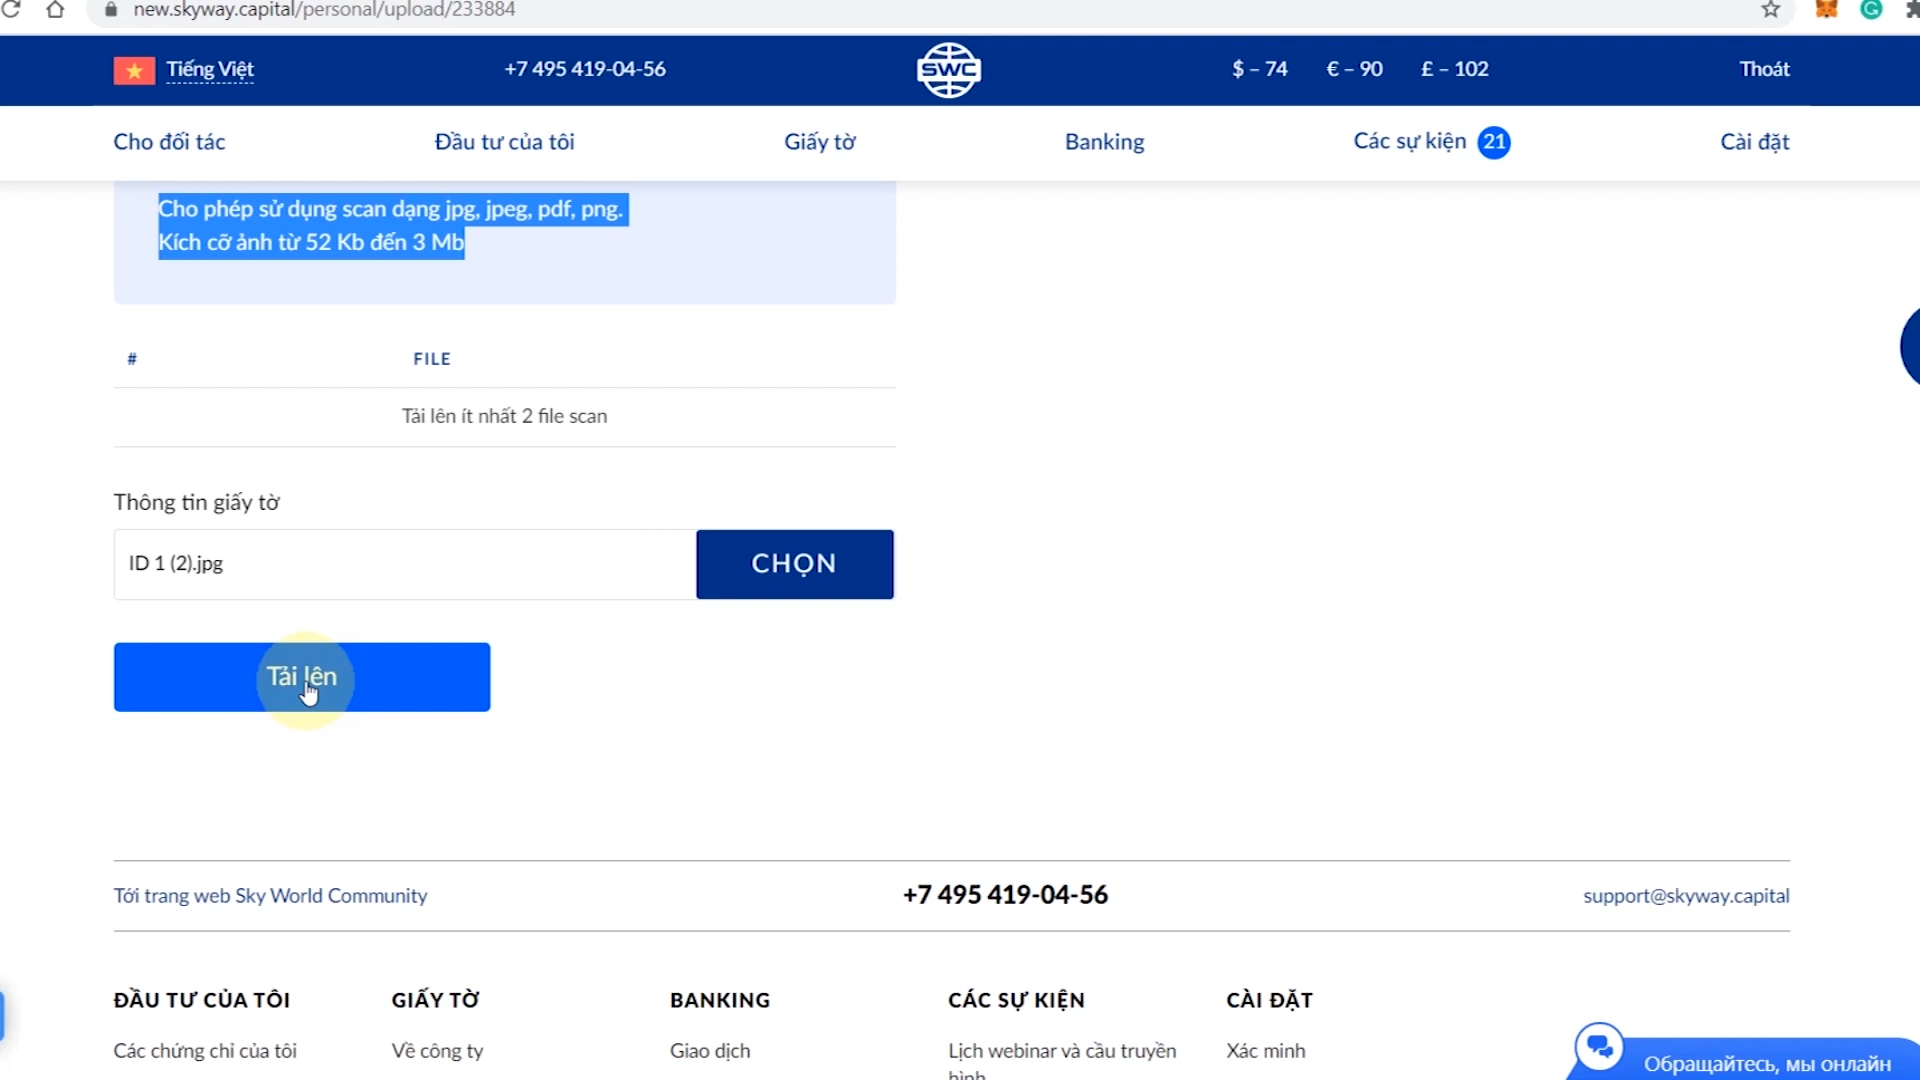 new.skyway.capital/personal/upload/233884
Tiếng Việt
+7 495 419-04-56
SWC
$ – 74
€ – 90
£ – 102
Thoát
Cho đối tác
Đầu tư của tôi
Giấy tờ
Banking
Các sự kiện 21
Cài đặt
Cho phép sử dụng scan dạng jpg, jpeg, pdf, png.
Kích cỡ ảnh từ 52 Kb đến 3 Mb
# FILE
Tải lên ít nhất 2 file scan
Thông tin giấy tờ
ID 1 (2).jpg
CHỌN
Tải lên
Tới trang web Sky World Community
+7 495 419-04-56
support@skyway.capital
ĐẦU TƯ CỦA TÔI
GIẤY TỜ
BANKING
CÁC SỰ KIỆN
CÀI ĐẶT
Các chứng chỉ của tôi
Về công ty
Giao dịch
Lịch webinar và cầu truyền
hình
Xác minh
Обращайтесь, мы онлайн